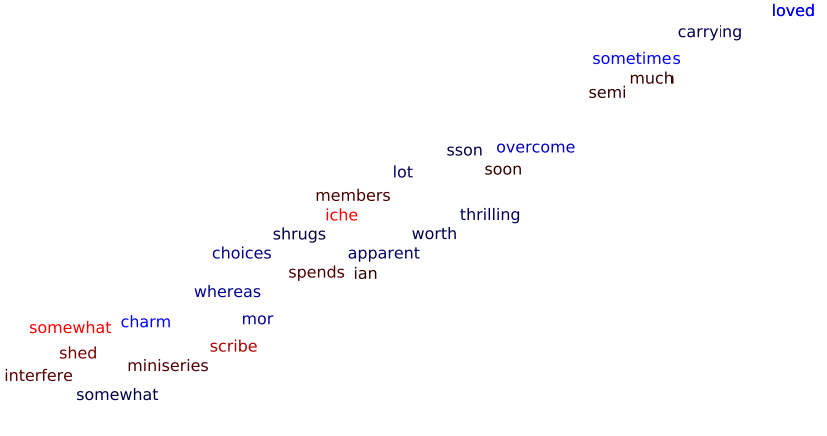 loved
carrying
sometimes
much
semi
sson overcome
soon
lot
members
iche thrilling
shrugs worth
choices apparent
spends ian
whereas
mor
somewhat charm
scribe
shed
miniseries
interfere
somewhat